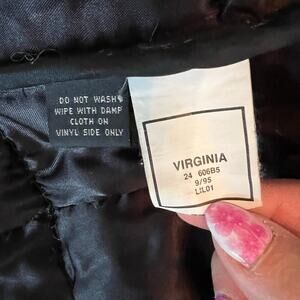 DO NOT WASH
WIPE WITH DAMP
CLOTH ON
VINYL SIDE ONLY
VIRGINIA
24 606B5
9/95
LIL01